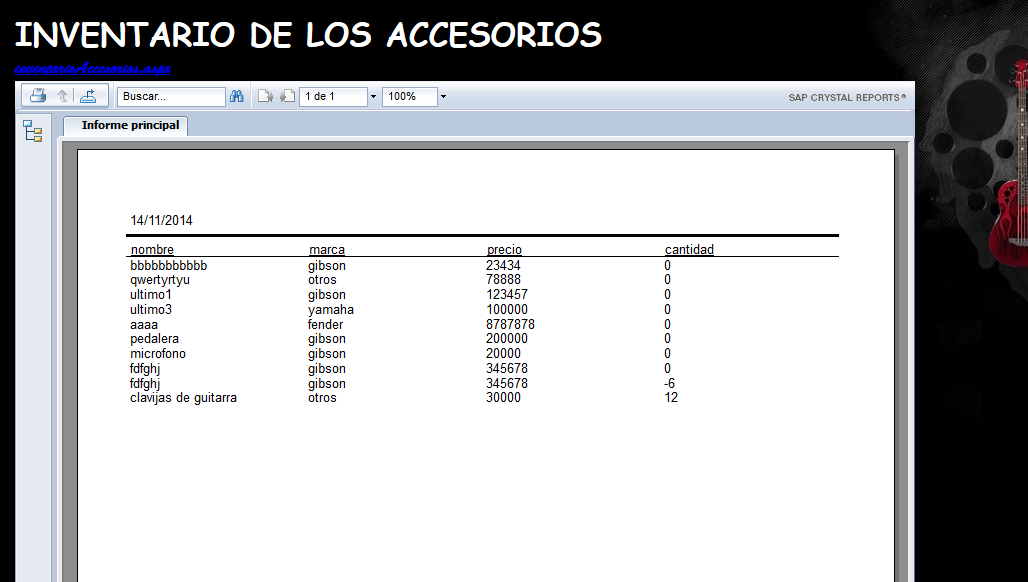 INVENTARIO DE LOS ACCESORIOS
inventarioAccesorios.aspx
Buscar... 1 de 1 100% SAP CRYSTAL REPORTS®
Informe principal
14/11/2014
nombre marca precio cantidad
bbbbbbbbbbb gibson 23434 0
qwertyrtyu otros 78888 0
ultimo1 gibson 123457 0
ultimo3 yamaha 100000 0
aaaa fender 8787878 0
pedalera gibson 200000 0
microfono gibson 20000 0
fdfghj gibson 345678 0
fdfghj gibson 345678 -6
clavijas de guitarra otros 30000 12